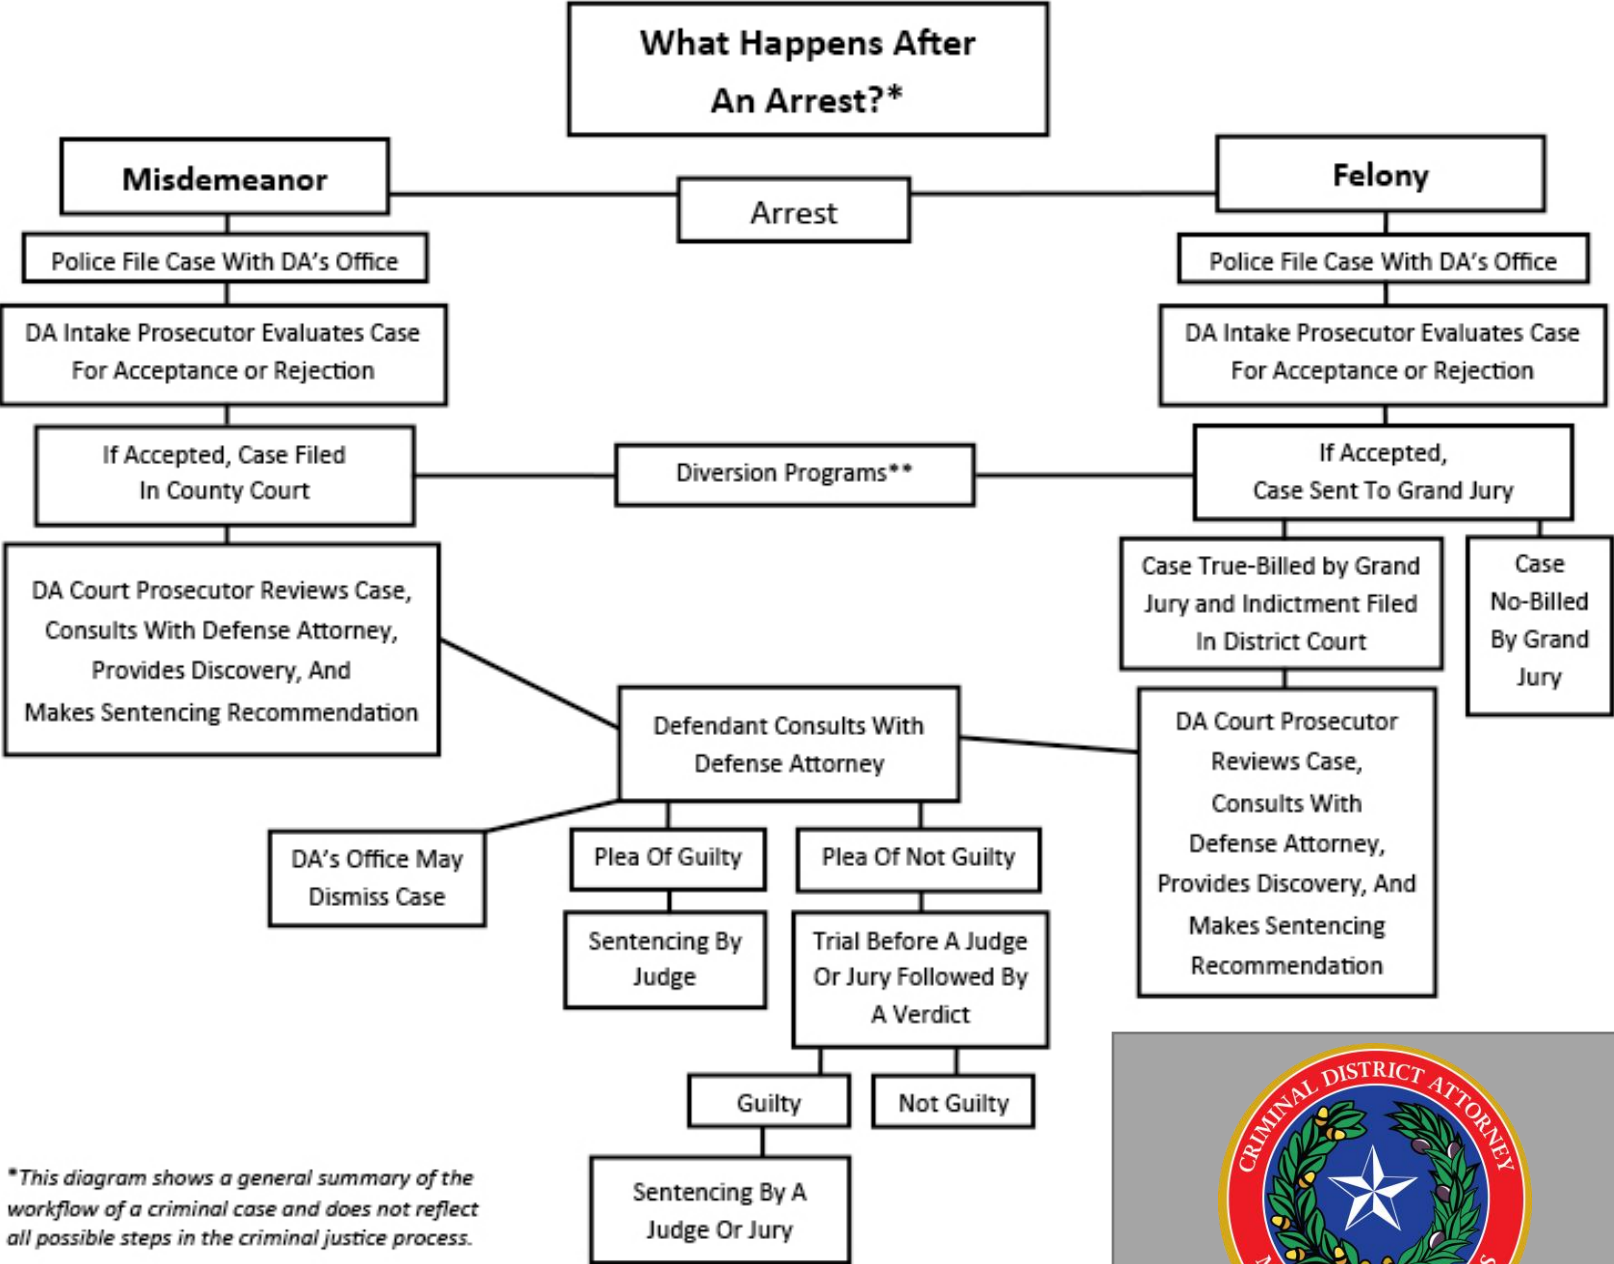 What Happens After
An Arrest?*
Misdemeanor
Arrest
Felony
Police File Case With DA's Office
Police File Case With DA's Office
DA Intake Prosecutor Evaluates Case
For Acceptance or Rejection
DA Intake Prosecutor Evaluates Case
For Acceptance or Rejection
If Accepted, Case Filed
In County Court
Diversion Programs**
If Accepted,
Case Sent To Grand Jury
DA Court Prosecutor Reviews Case,
Consults With Defense Attorney,
Provides Discovery, And
Makes Sentencing Recommendation
Case True-Billed by Grand
Jury and Indictment Filed
In District Court
Case
No-Billed
By Grand
Jury
Defendant Consults With
Defense Attorney
DA Court Prosecutor
Reviews Case,
Consults With
Defense Attorney,
Provides Discovery, And
Makes Sentencing
Recommendation
DA's Office May
Dismiss Case
Plea Of Guilty
Plea Of Not Guilty
Sentencing By
Judge
Trial Before A Judge
Or Jury Followed By
A Verdict
Guilty
Not Guilty
Sentencing By A
Judge Or Jury
*This diagram shows a general summary of the
workflow of a criminal case and does not reflect
all possible steps in the criminal justice process.
CRIMINAL DISTRICT ATTORNEY